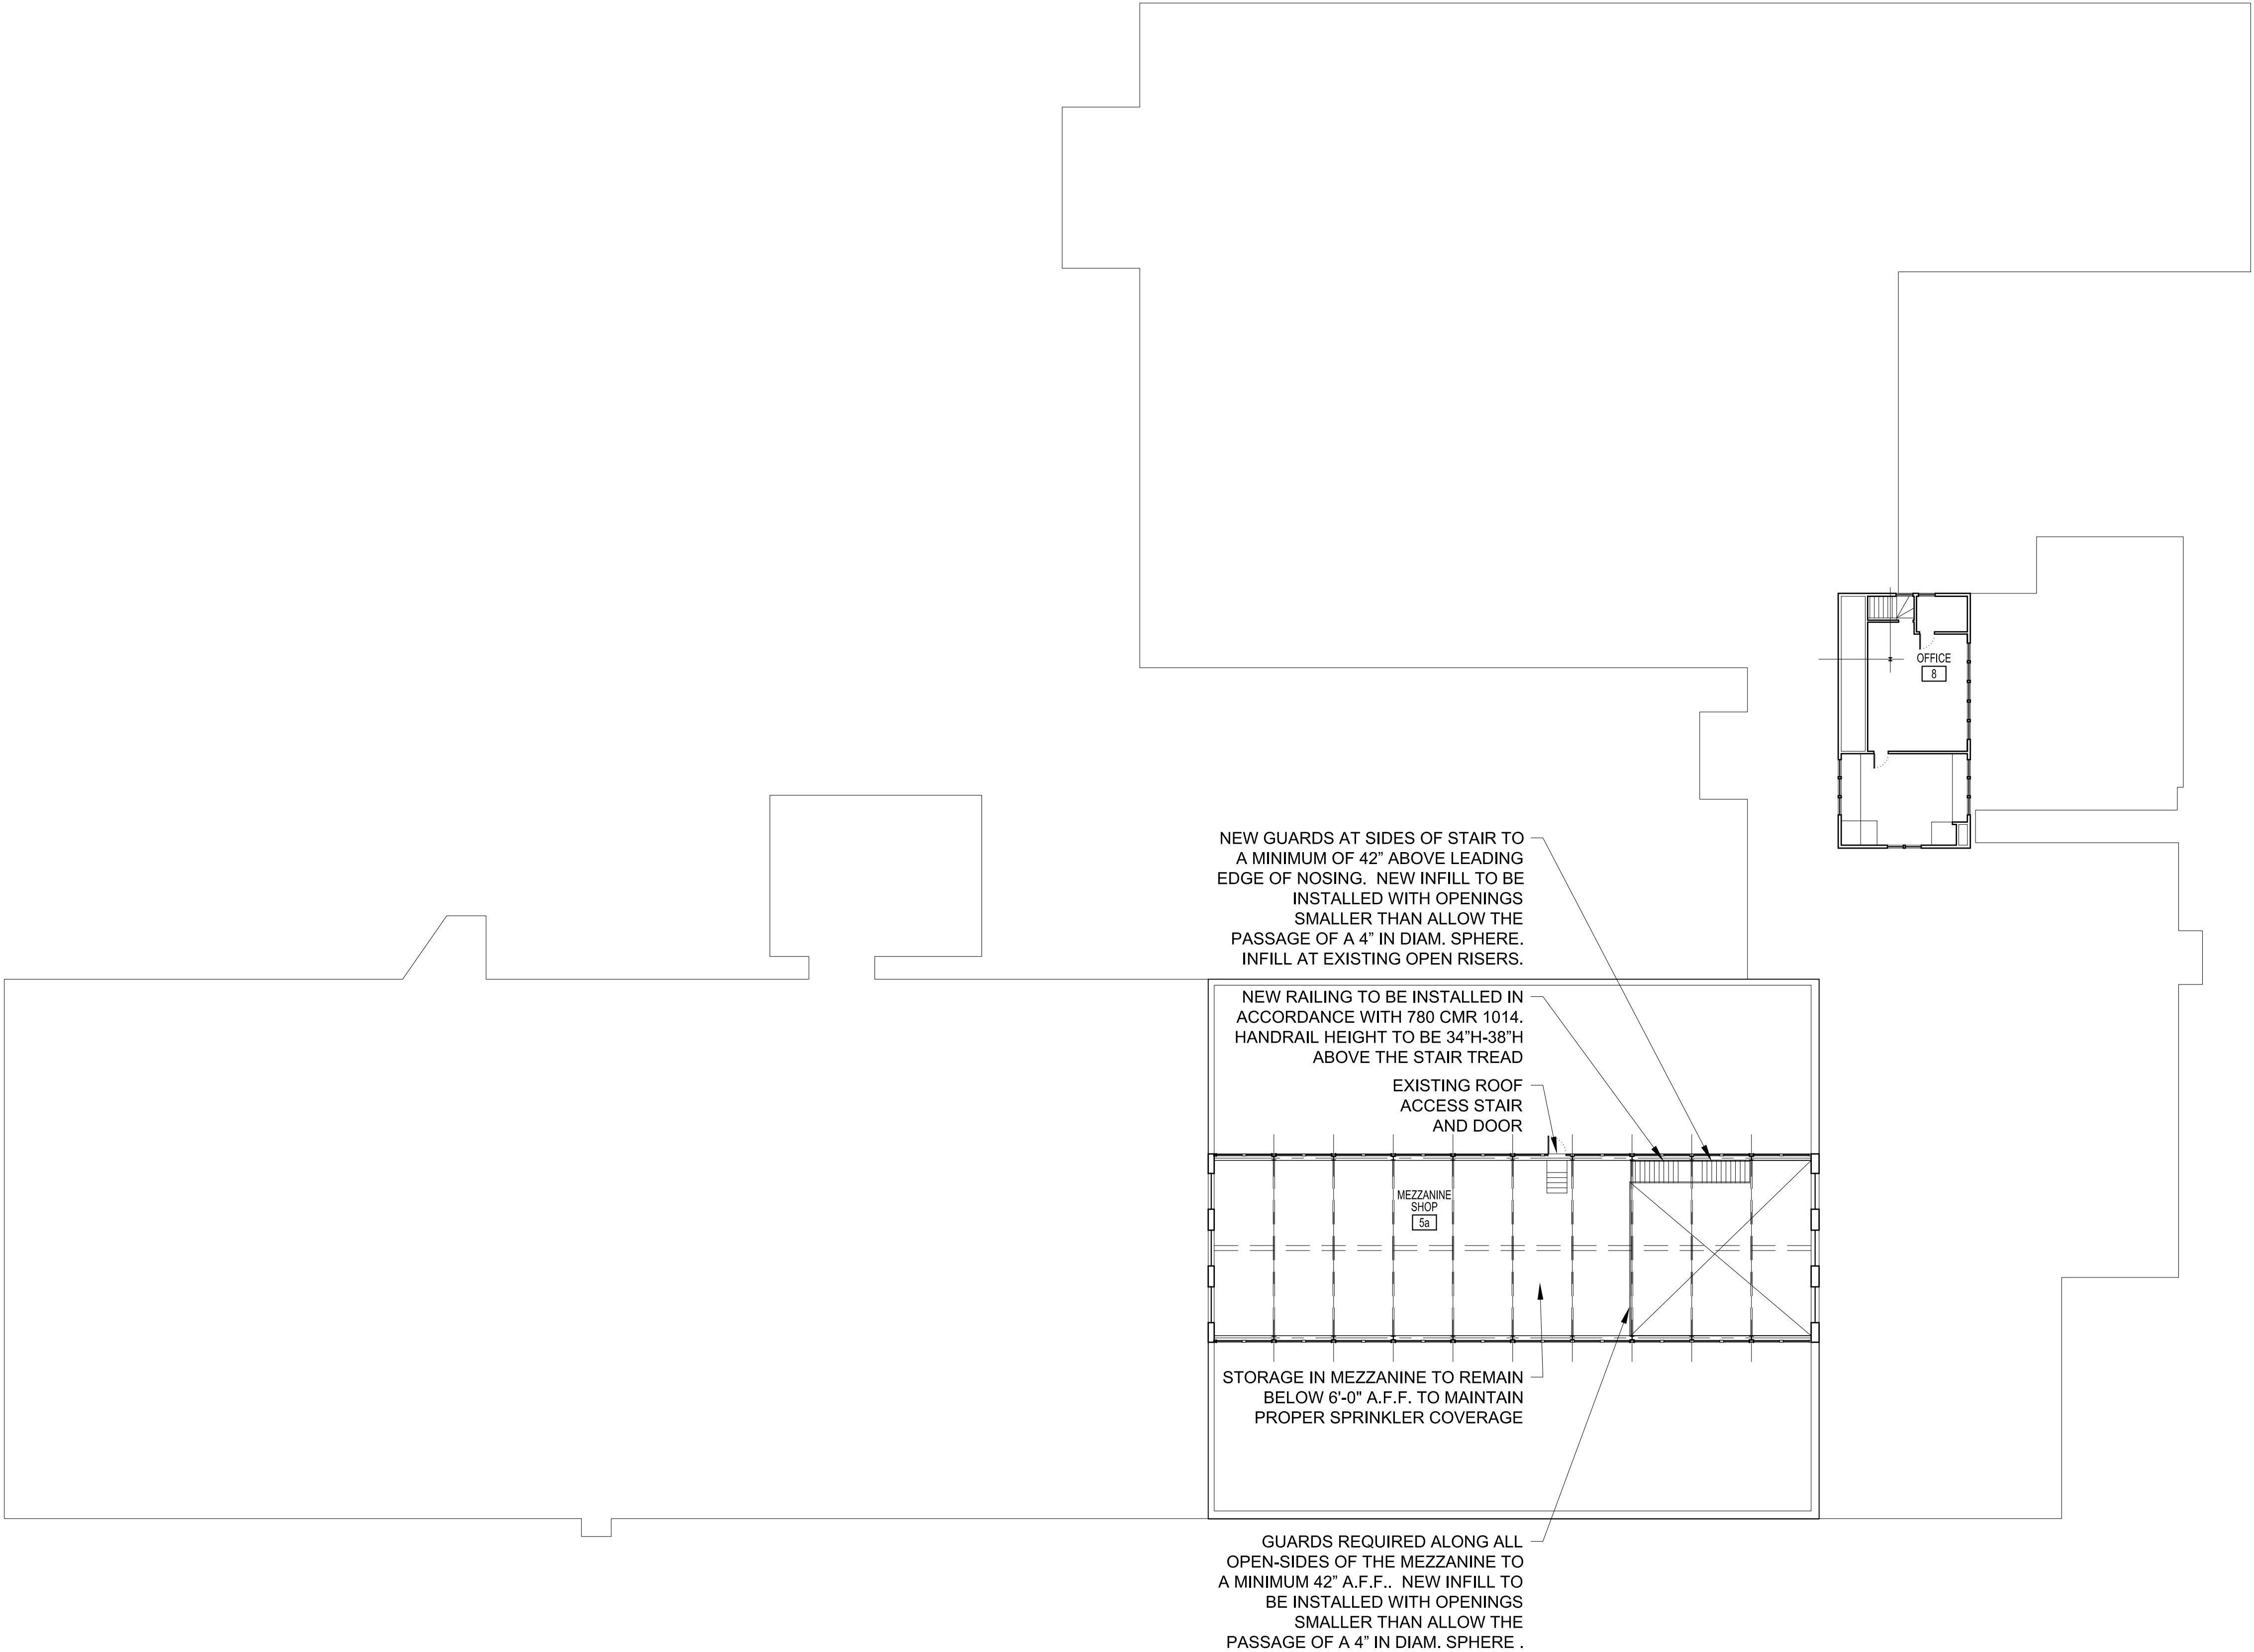 OFFICE
8
NEW GUARDS AT SIDES OF STAIR TO
A MINIMUM OF 42” ABOVE LEADING
EDGE OF NOSING.  NEW INFILL TO BE
INSTALLED WITH OPENINGS
SMALLER THAN ALLOW THE
PASSAGE OF A 4” IN DIAM. SPHERE.
INFILL AT EXISTING OPEN RISERS.
NEW RAILING TO BE INSTALLED IN
ACCORDANCE WITH 780 CMR 1014.
HANDRAIL HEIGHT TO BE 34”H-38”H
ABOVE THE STAIR TREAD
EXISTING ROOF
ACCESS STAIR
AND DOOR
MEZZANINE
SHOP
5a
STORAGE IN MEZZANINE TO REMAIN
BELOW 6'-0" A.F.F. TO MAINTAIN
PROPER SPRINKLER COVERAGE
GUARDS REQUIRED ALONG ALL
OPEN-SIDES OF THE MEZZANINE TO
A MINIMUM 42” A.F.F..  NEW INFILL TO
BE INSTALLED WITH OPENINGS
SMALLER THAN ALLOW THE
PASSAGE OF A 4” IN DIAM. SPHERE .